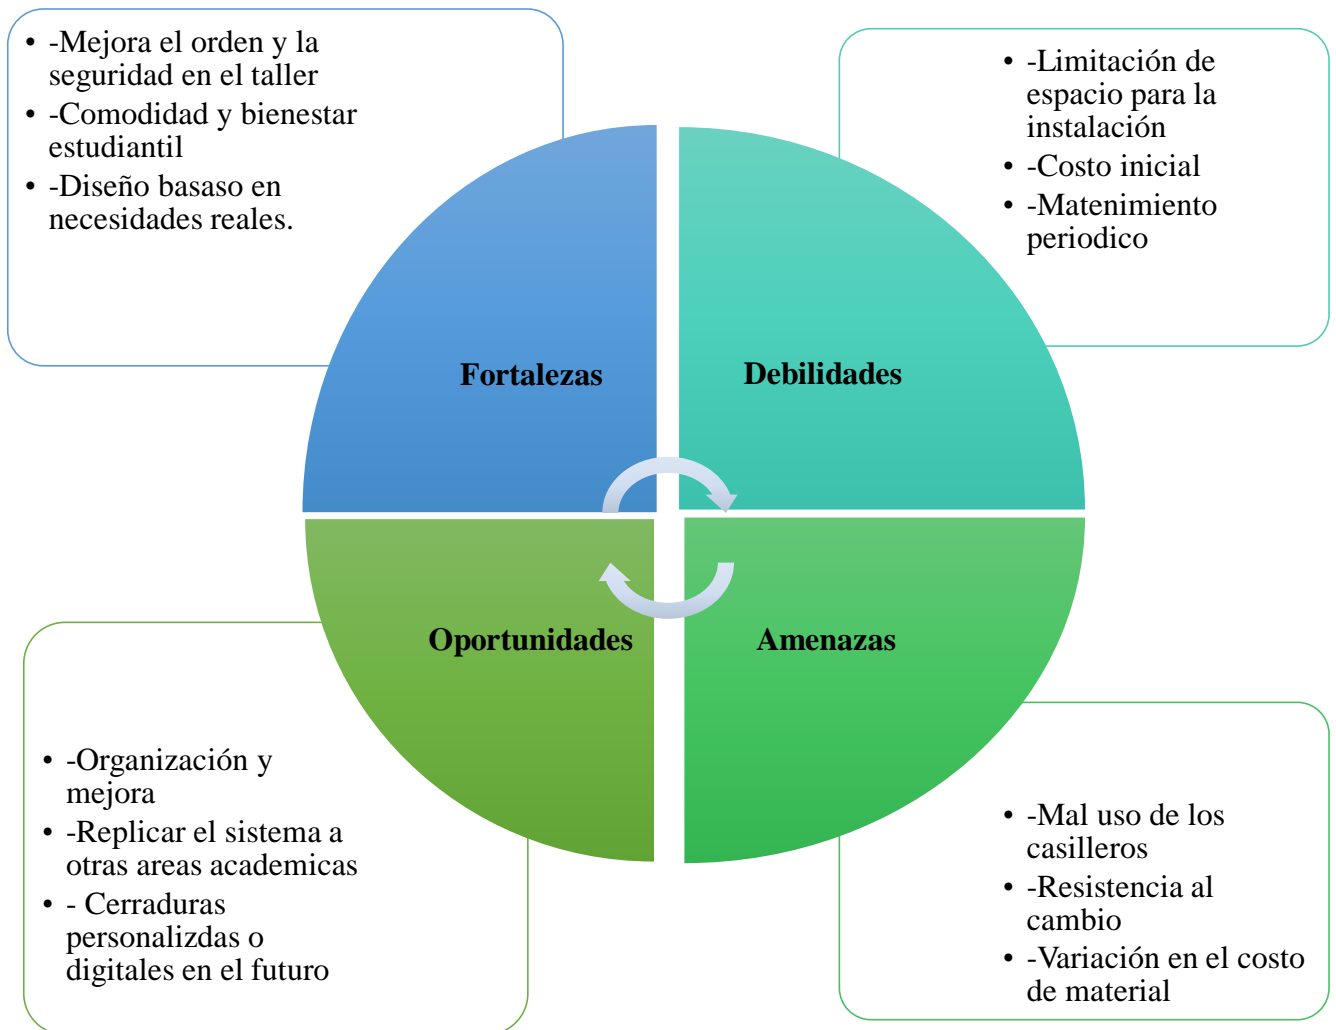 • -Mejora el orden y la
seguridad en el taller
• -Comodidad y bienestar
estudiantil
• -Diseño basaso en
necesidades reales.
• -Limitación de
espacio para la
instalación
• -Costo inicial
• -Matenimiento
periodico
Fortalezas
Debilidades
Oportunidades
Amenazas
• -Organización y
mejora
• -Replicar el sistema a
otras areas academicas
• - Cerraduras
personalizdas o
digitales en el futuro
• -Mal uso de los
casilleros
• -Resistencia al
cambio
• -Variación en el costo
de material